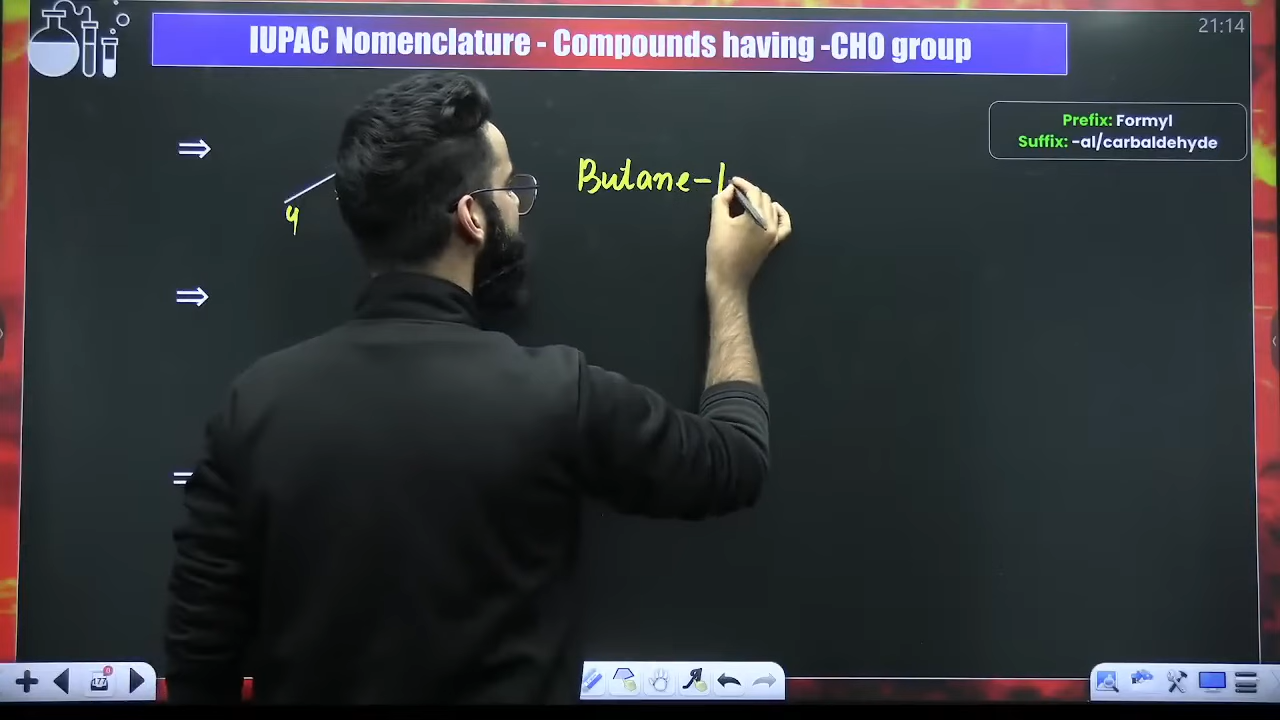 IUPAC Nomenclature - Compounds having -CHO group
21:14
Prefix: Formyl
Suffix: -al/carbaldehyde
⇒
Butane-1
4
⇒